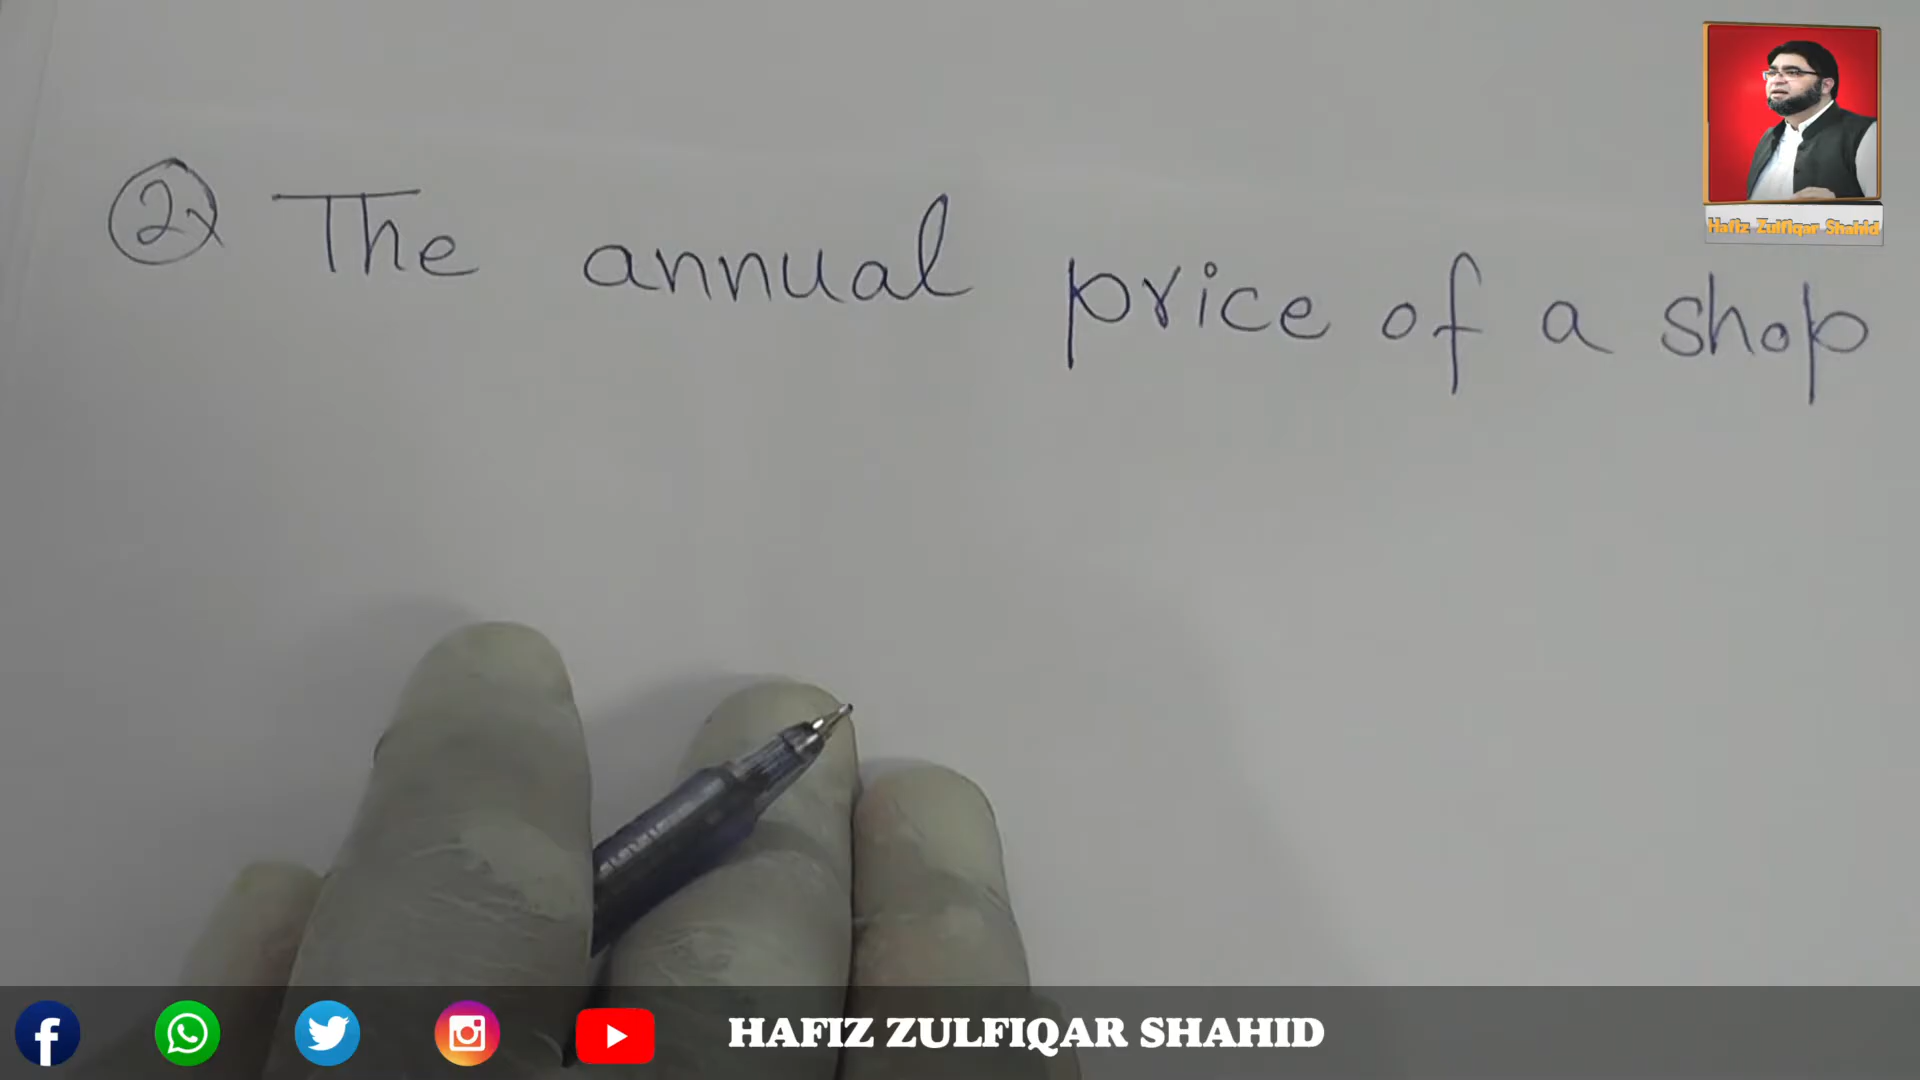 Hafiz Zulfiqar Shahid
2 The annual price of a shop
HAFIZ ZULFIQAR SHAHID